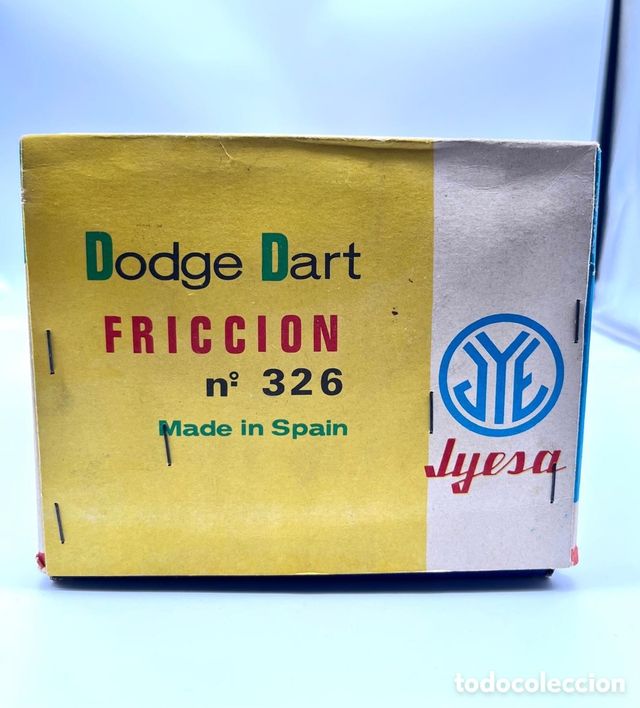 Dodge Dart
FRICCION
nº 326
Made in Spain
JYE
Jyesa
todocoleccion